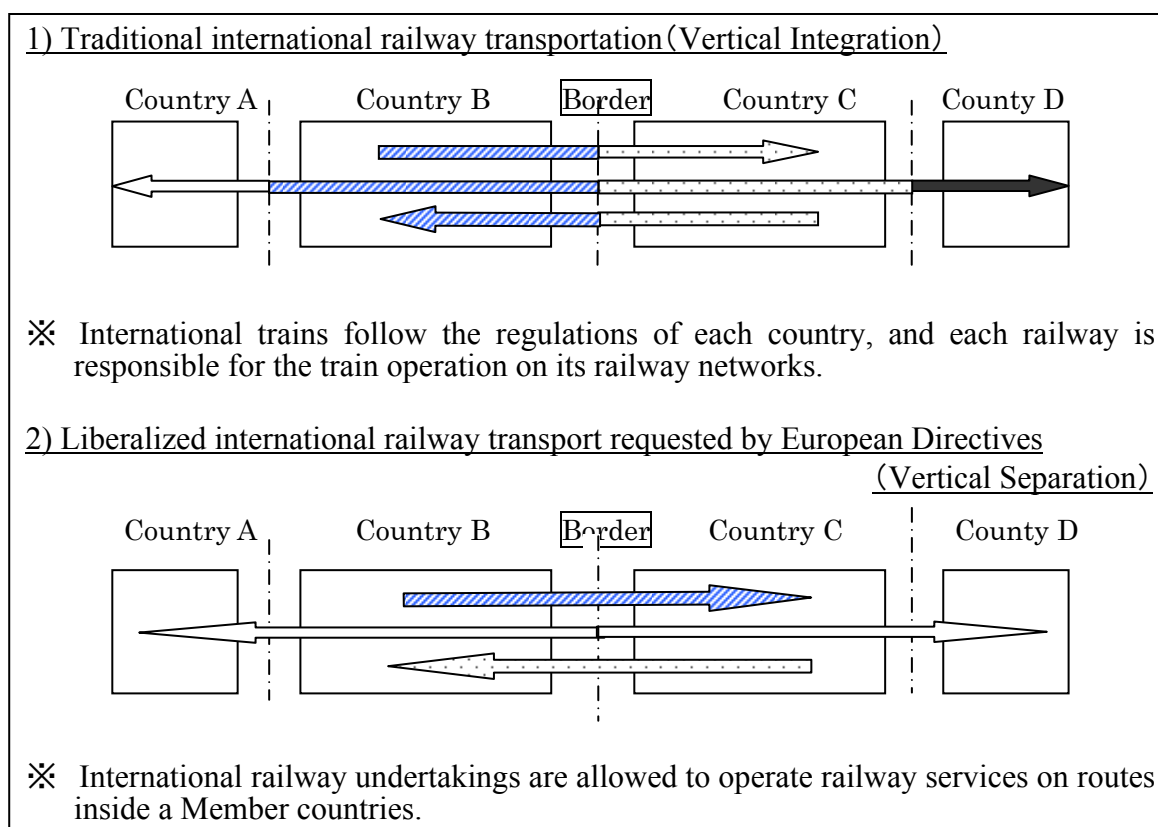 1) Traditional international railway transportation（Vertical Integration）
Country A Country B Border Country C County D
※ International trains follow the regulations of each country, and each railway is
responsible for the train operation on its railway networks.
2) Liberalized international railway transport requested by European Directives
（Vertical Separation）
Country A Country B Border Country C County D
※ International railway undertakings are allowed to operate railway services on routes
inside a Member countries.